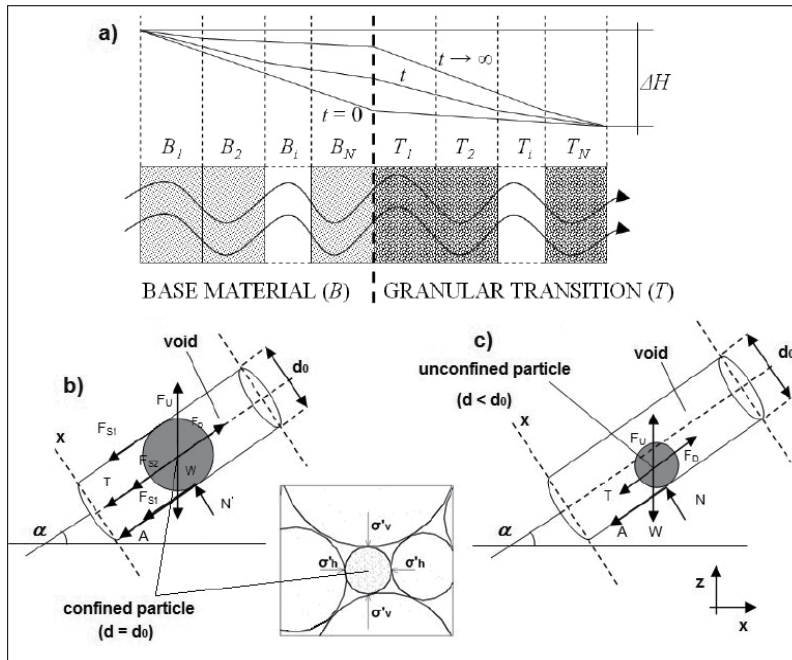 a)
t → ∞
t
t = 0
ΔH
B1 B2 Bi BN T1 T2 Ti TN
BASE MATERIAL (B) GRANULAR TRANSITION (T)
b)
void
d0
FU
FD
x
FS1
FS2
W
T
FS1
N'
A
α
confined particle
(d = d0)
σ'v
σ'h σ'h
σ'v
c)
void
unconfined particle
(d < d0)
d0
x
FU
FD
T
N
A W
α
z
x